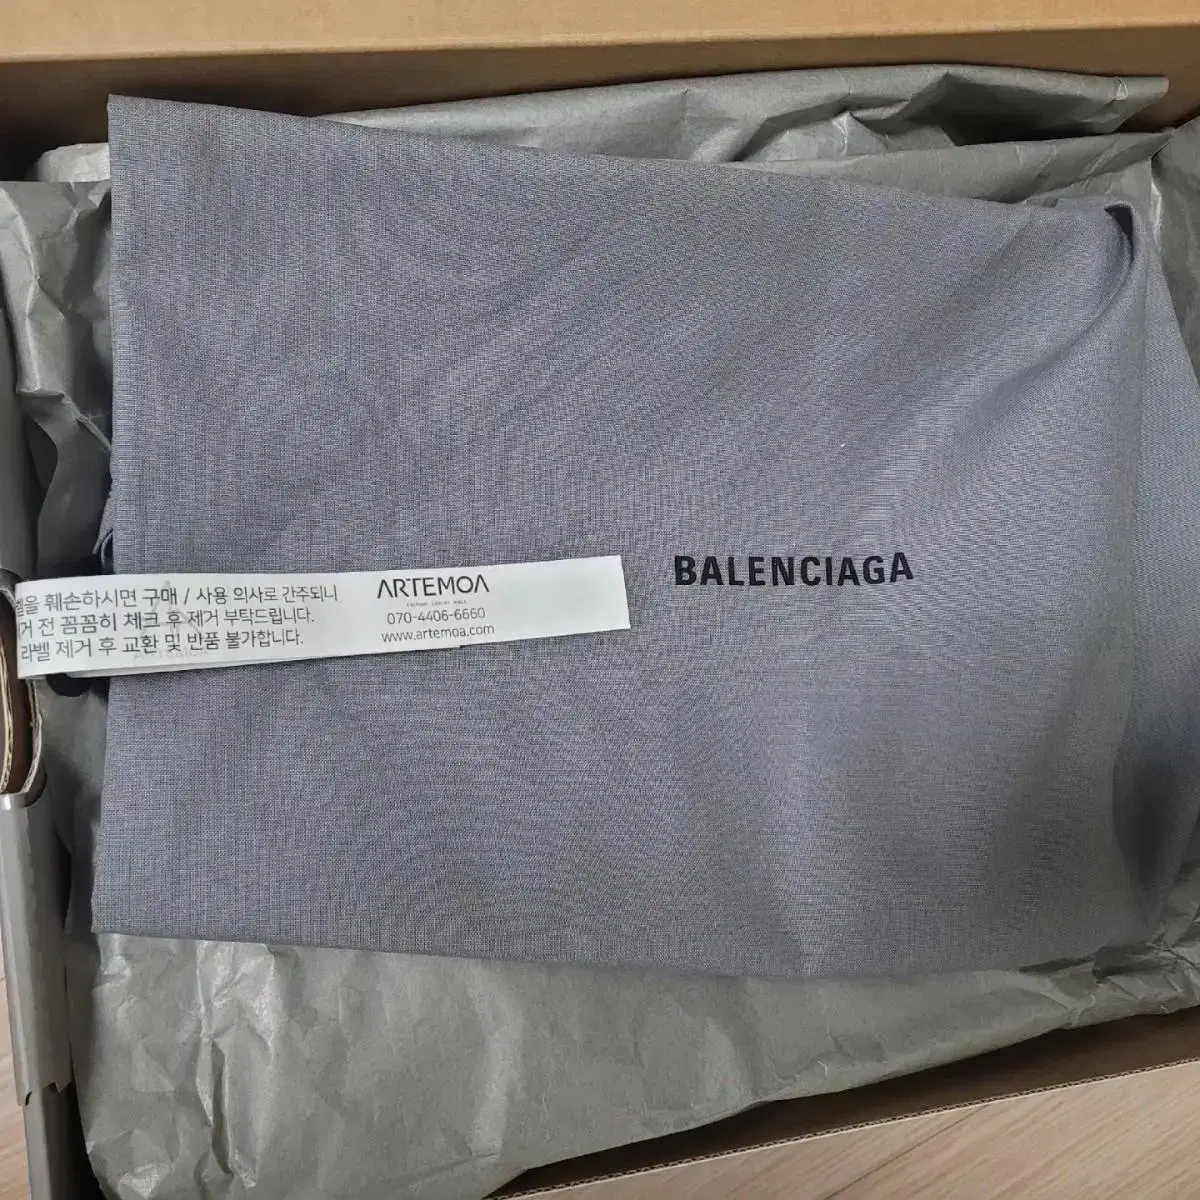 훼손하시면 구매 / 사용 의사로 간주되니
전 꼼꼼히 체크 후 제거 부탁드립니다.
라벨 제거 후 교환 및 반품 불가합니다.
ARTEMOA
070-4406-6660
www.artemoa.com
BALENCIAGA